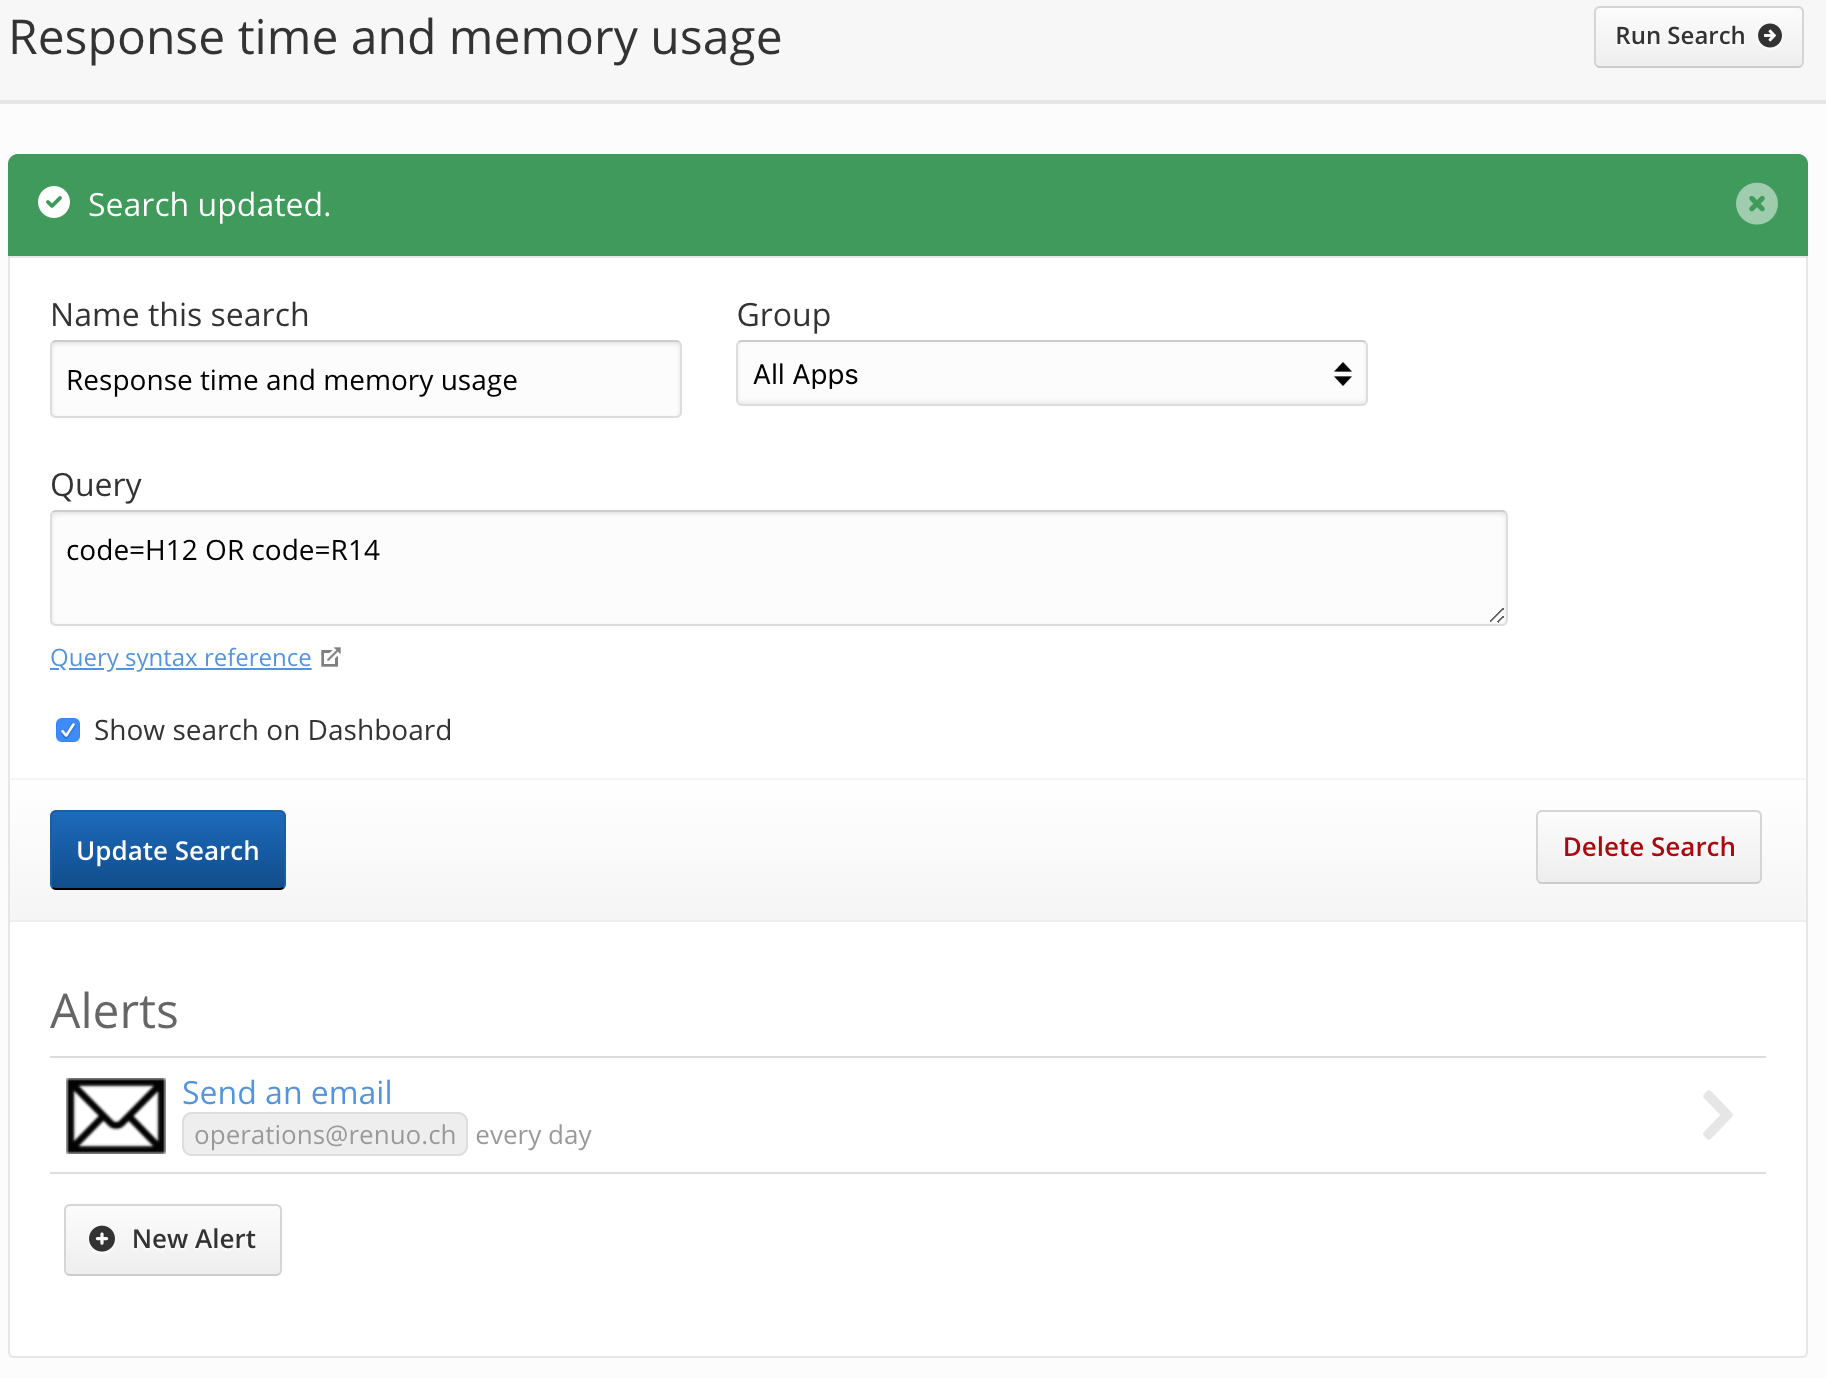 Response time and memory usage
Run Search
Search updated.
Name this search
Group
Response time and memory usage
All Apps
Query
code=H12 OR code=R14
Query syntax reference
Show search on Dashboard
Update Search
Delete Search
Alerts
Send an email
operations@renuo.ch every day
New Alert